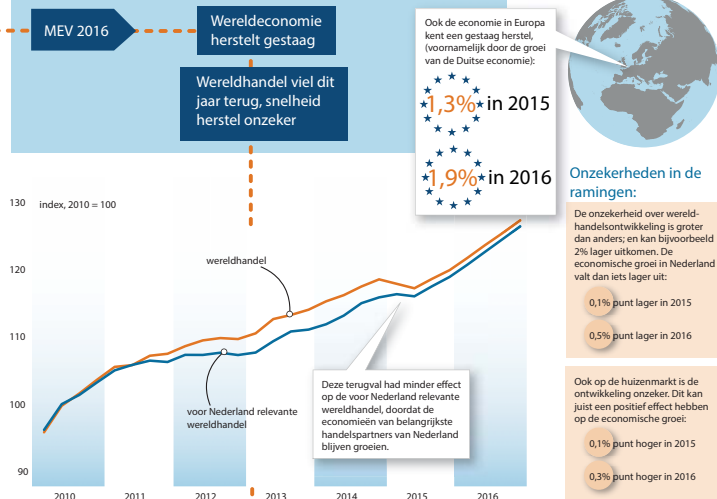 MEV 2016
Wereldeconomie
herstelt gestaag
Wereldhandel viel dit
jaar terug, snelheid
herstel onzeker
Ook de economie in Europa
kent een gestaag herstel,
(voornamelijk door de groei
van de Duitse economie):
1,3% in 2015
1,9% in 2016
130
index, 2010 = 100
120
110
100
90
wereldhandel
voor Nederland relevante
wereldhandel
Deze terugval had minder effect
op de voor Nederland relevante
wereldhandel, doordat de
economieën van belangrijkste
handelspartners van Nederland
blijven groeien.
2010
2011
2012
2013
2014
2015
2016
Onzekerheden in de
ramingen:
De onzekerheid over wereld-
handelsontwikkeling is groter
dan anders; en kan bijvoorbeeld
2% lager uitkomen. De
economische groei in Nederland
valt dan iets lager uit:
0,1% punt lager in 2015
0,5% punt lager in 2016
Ook op de huizenmarkt is de
ontwikkeling onzeker. Dit kan
juist een positief effect hebben
op de economische groei:
0,1% punt hoger in 2015
0,3% punt hoger in 2016